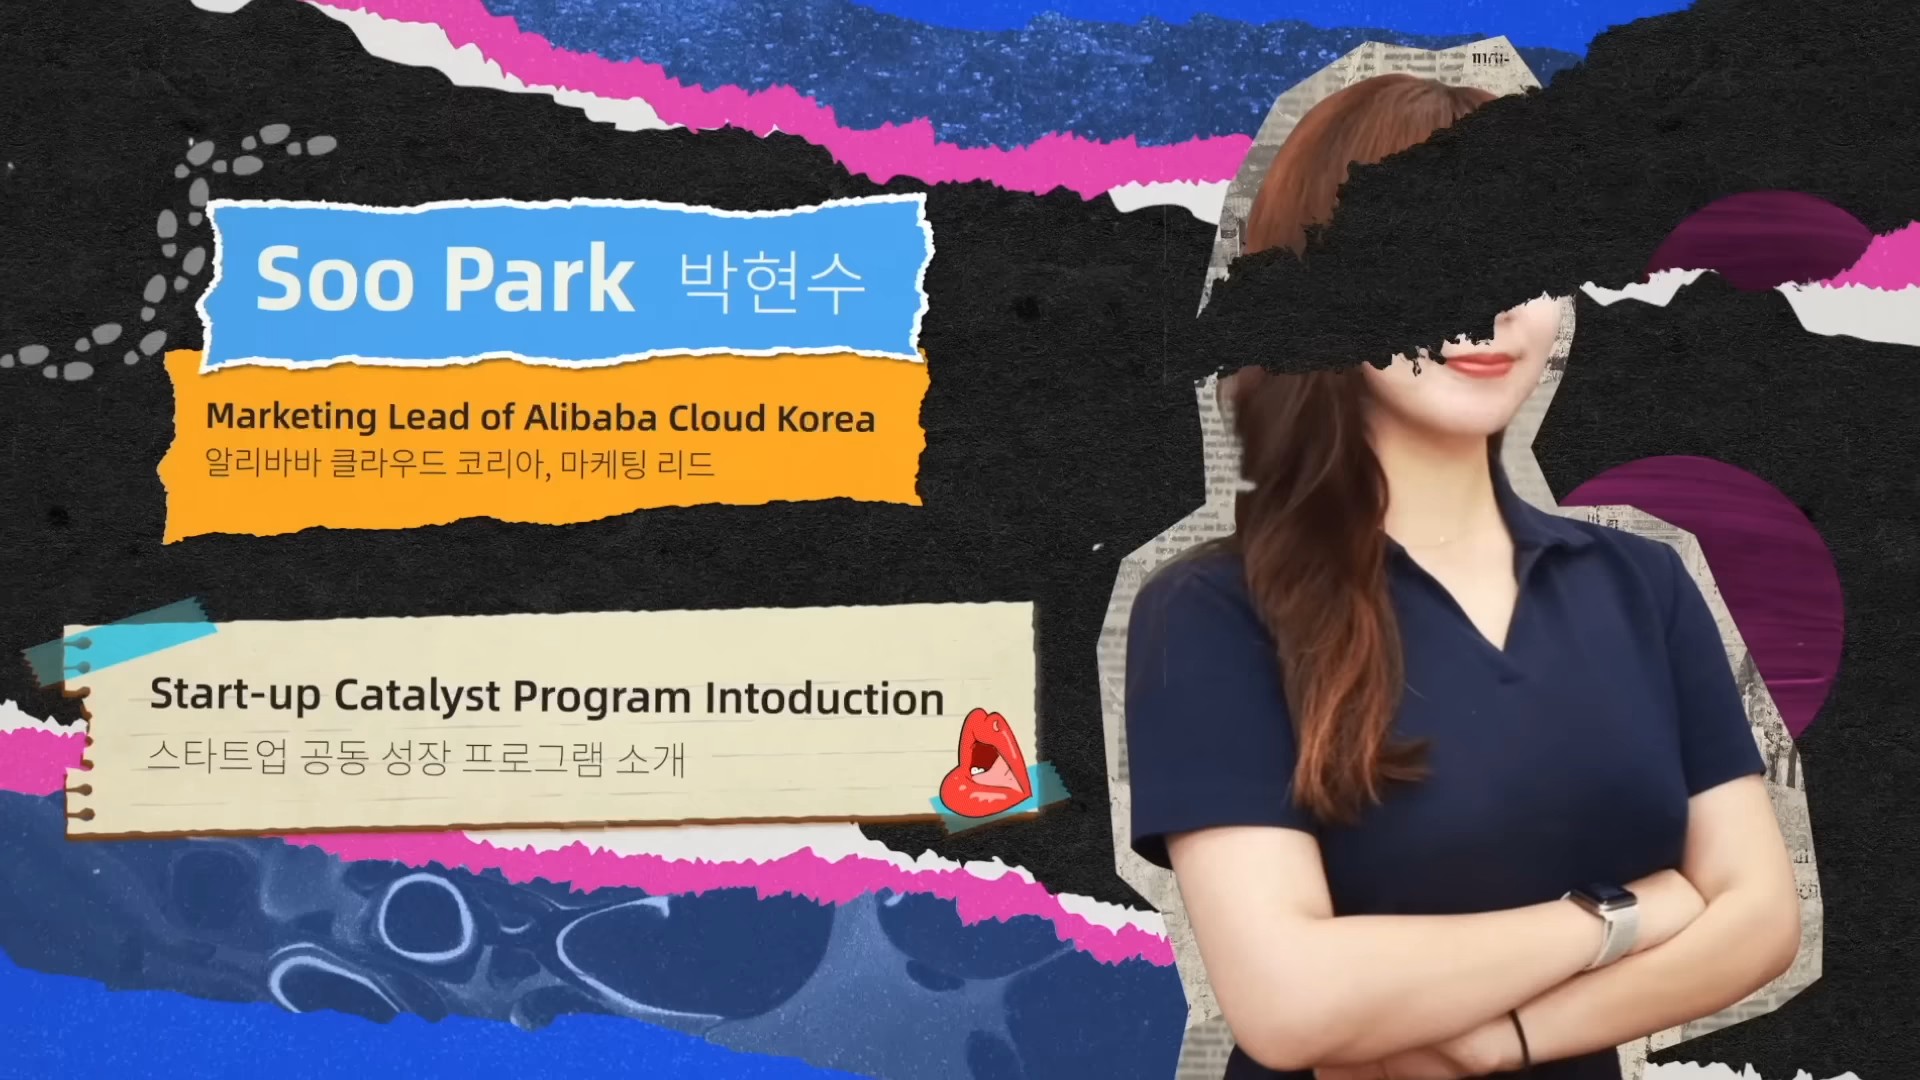 Soo Park 박현수
Marketing Lead of Alibaba Cloud Korea
알리바바 클라우드 코리아, 마케팅 리드
Start-up Catalyst Program Intoduction
스타트업 공동 성장 프로그램 소개